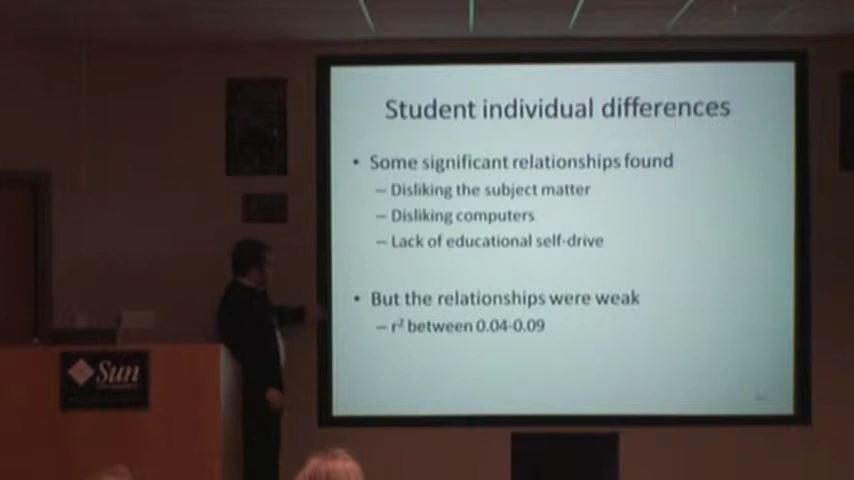 Student individual differences
• Some significant relationships found
– Disliking the subject matter
– Disliking computers
– Lack of educational self-drive
• But the relationships were weak
– r² between 0.04-0.09
Sun